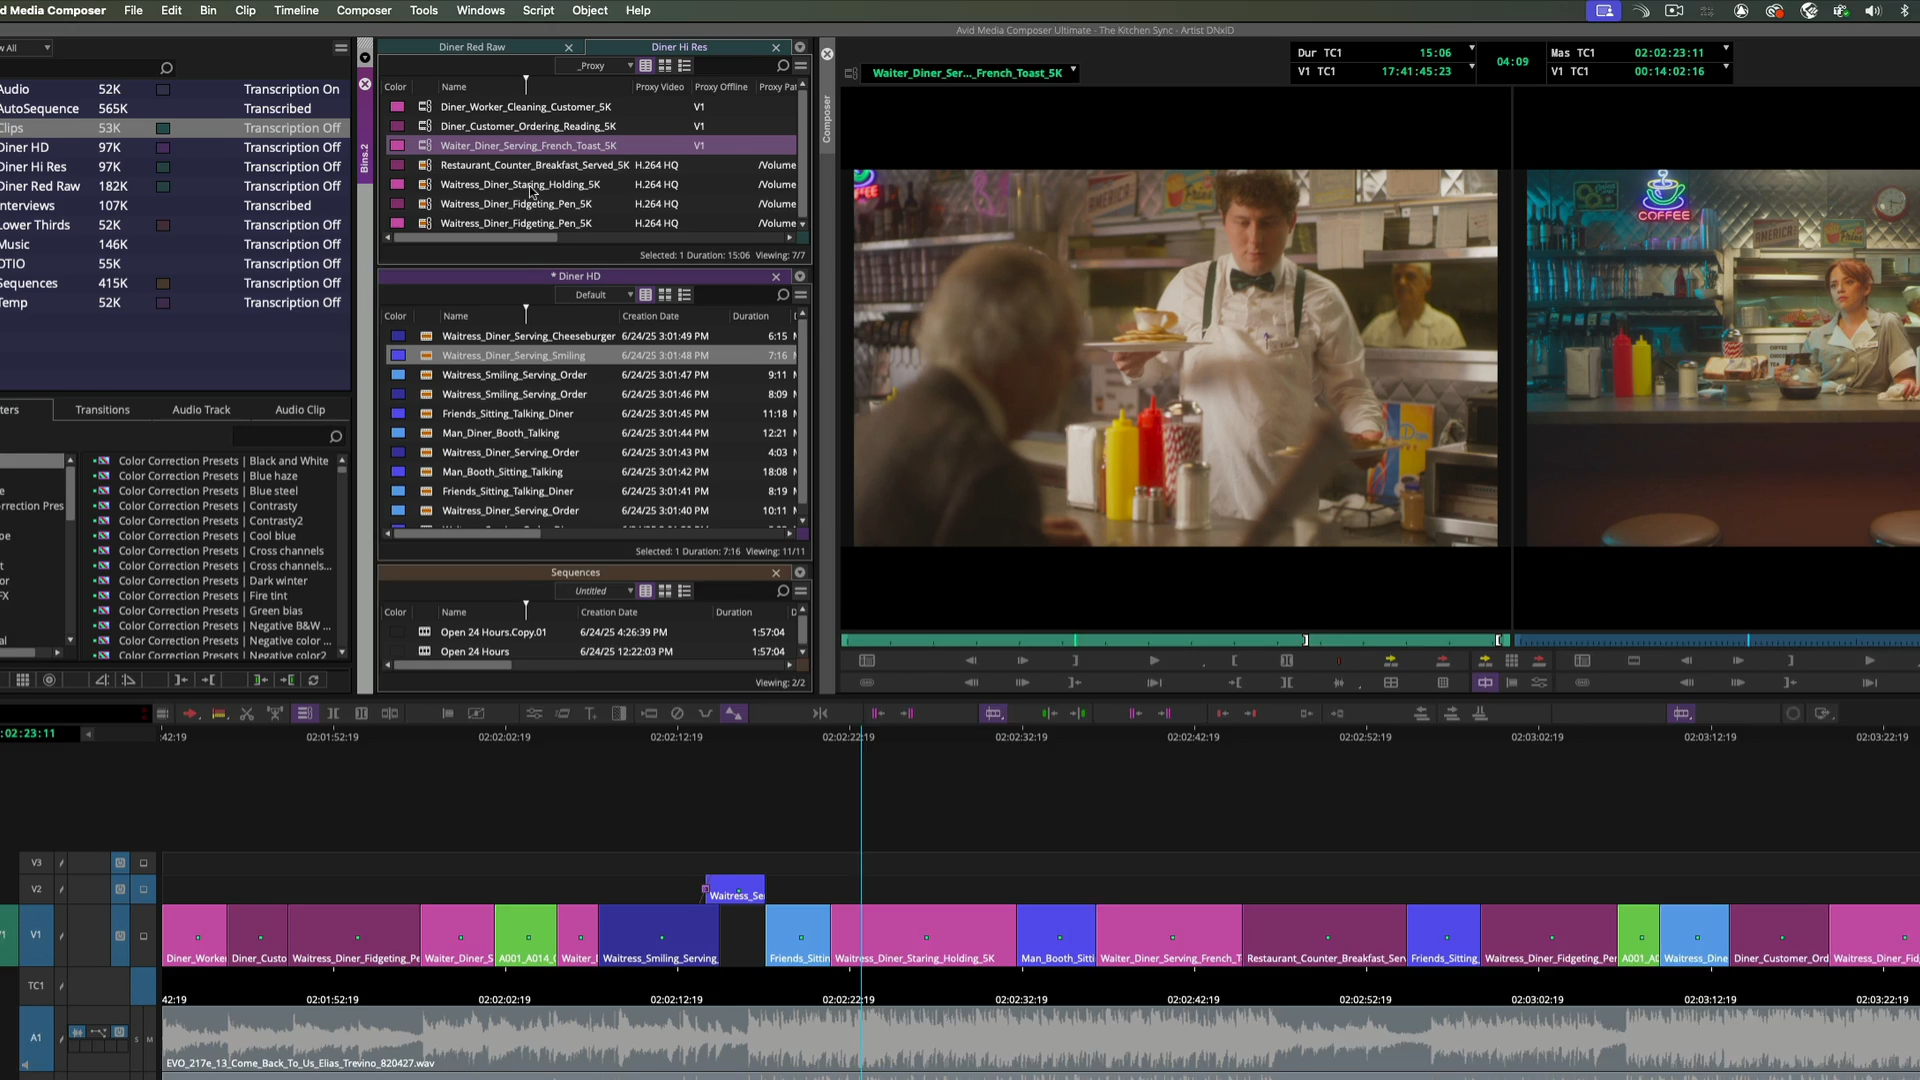 d Media Composer File Edit Bin Clip Timeline Composer Tools Windows Script Object Help
Avid Media Composer Ultimate - The Kitchen Sync - Artist DNxID
w All
Audio 52K Transcription On
AutoSequence 565K Transcribed
Clips 53K Transcription Off
Diner HD 97K Transcription Off
Diner Hi Res 97K Transcription Off
Diner Red Raw 182K Transcription Off
Interviews 107K Transcribed
Lower Thirds 52K Transcription Off
Music 146K Transcription Off
OTIO 55K Transcription Off
Sequences 415K Transcription Off
Temp 52K Transcription Off
ters Transitions Audio Track Audio Clip
rrection Pres
Color Correction Presets | Black and White
Color Correction Presets | Blue haze
Color Correction Presets | Blue steel
Color Correction Presets | Contrasty
Color Correction Presets | Contrasty2
Color Correction Presets | Cool blue
Color Correction Presets | Cross channels
Color Correction Presets | Cross channels...
Color Correction Presets | Dark winter
Color Correction Presets | Fire tint
Color Correction Presets | Green bias
Color Correction Presets | Negative B&W ...
Color Correction Presets | Negative color ...
Color Correction Presets | Negative color2
Bins.2
Diner Red Raw Diner Hi Res
_Proxy
Color Name Proxy Video Proxy Offline Proxy Pat
Diner_Worker_Cleaning_Customer_5K V1
Diner_Customer_Ordering_Reading_5K V1
Waiter_Diner_Serving_French_Toast_5K V1
Restaurant_Counter_Breakfast_Served_5K H.264 HQ /Volume
Waitress_Diner_Staring_Holding_5K H.264 HQ /Volume
Waitress_Diner_Fidgeting_Pen_5K H.264 HQ /Volume
Waitress_Diner_Fidgeting_Pen_5K H.264 HQ /Volume
Selected: 1 Duration: 15:06 Viewing: 7/7
* Diner HD
Default
Color Name Creation Date Duration
Waitress_Diner_Serving_Cheeseburger 6/24/25 3:01:49 PM 6:15
Waitress_Diner_Serving_Smiling 6/24/25 3:01:48 PM 7:16
Waitress_Smiling_Serving_Order 6/24/25 3:01:47 PM 9:11
Waitress_Smiling_Serving_Order 6/24/25 3:01:46 PM 8:09
Friends_Sitting_Talking_Diner 6/24/25 3:01:45 PM 11:18
Man_Diner_Booth_Talking 6/24/25 3:01:44 PM 12:21
Waitress_Diner_Serving_Order 6/24/25 3:01:43 PM 4:03
Man_Booth_Sitting_Talking 6/24/25 3:01:42 PM 18:08
Friends_Sitting_Talking_Diner 6/24/25 3:01:41 PM 8:19
Waitress_Diner_Serving_Order 6/24/25 3:01:40 PM 10:11
Selected: 1 Duration: 7:16 Viewing: 11/11
Sequences
Untitled
Color Name Creation Date Duration D
Open 24 Hours.Copy.01 6/24/25 4:26:39 PM 1:57:04
Open 24 Hours 6/24/25 12:22:03 PM 1:57:04
Viewing: 2/2
Composer
Waiter_Diner_Ser..._French_Toast_5K
Dur TC1 15:06
V1 TC1 17:41:45:23
04:09
Mas TC1 02:02:23:11
V1 TC1 00:14:02:16
COFFEE
AMERICA
:02:23:11
:42:19 02:01:52:19 02:02:02:19 02:02:12:19 02:02:22:19 02:02:32:19 02:02:42:19 02:02:52:19 02:03:02:19 02:03:12:19 02:03:22:19
V3
V2 Waitress_Se
V1 Diner_Worke Diner_Custo Waitress_Diner_Fidgeting_Pe Waiter_Diner_S A001_A014_ Waiter_ Waitress_Smiling_Serving_ Friends_Sittin Waitress_Diner_Staring_Holding_5K Man_Booth_Sitti Waiter_Diner_Serving_French_T Restaurant_Counter_Breakfast_Serv Friends_Sitting_ Waitress_Diner_Fidgeting_Per A001_A0 Waitress_Dine Diner_Customer_Ord Waitress_Diner_Fid
TC1 42:19 02:01:52:19 02:02:02:19 02:02:12:19 02:02:22:19 02:02:32:19 02:02:42:19 02:02:52:19 02:03:02:19 02:03:12:19 02:03:22:19
A1 S M
EVO_217e_13_Come_Back_To_Us_Elias_Trevino_820427.wav